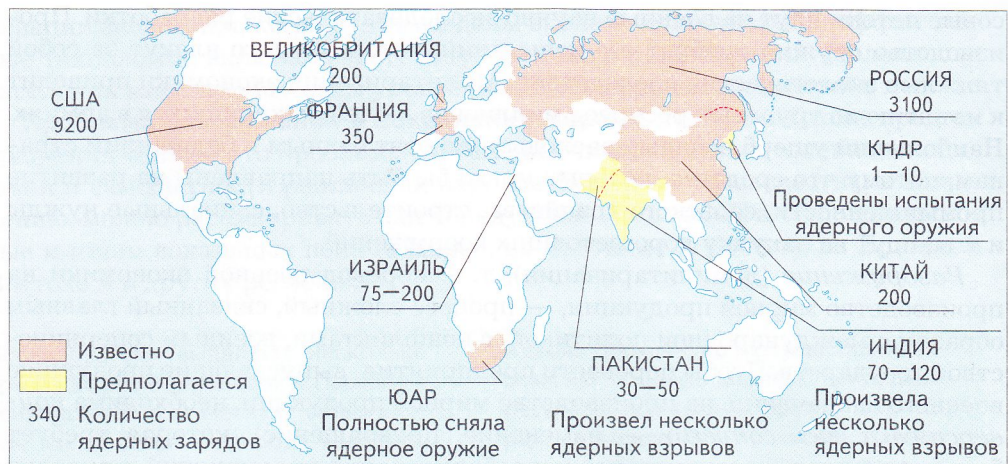 ВЕЛИКОБРИТАНИЯ
200
США
9200
ФРАНЦИЯ
350
РОССИЯ
3100
КНДР
1—10
Проведены испытания
ядерного оружия
ИЗРАИЛЬ
75—200
КИТАЙ
200
Известно
Предполагается
340 Количество
ядерных зарядов
ЮАР
Полностью сняла
ядерное оружие
ПАКИСТАН
30—50
Произвел несколько
ядерных взрывов
ИНДИЯ
70—120
Произвела
несколько
ядерных взрывов